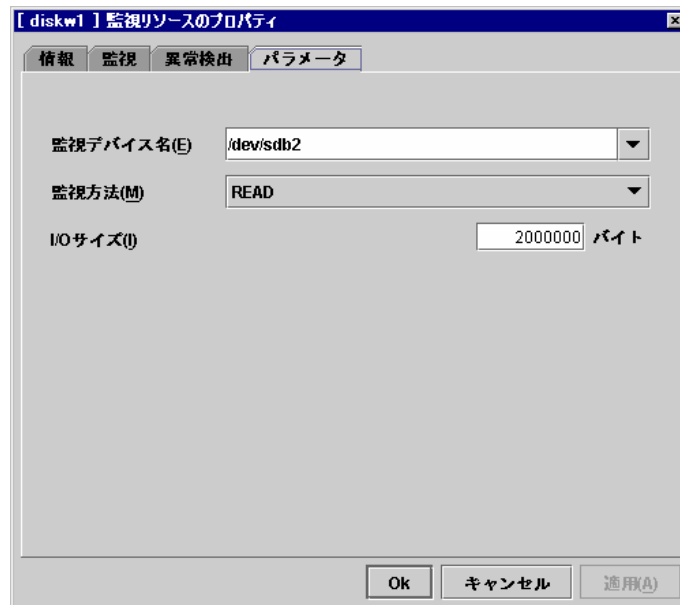 [ diskw1 ] 監視リソースのプロパティ
情報 監視 異常検出 パラメータ
監視デバイス名(E) /dev/sdb2
監視方法(M) READ
I/Oサイズ(I) 2000000 バイト
Ok キャンセル 適用(A)